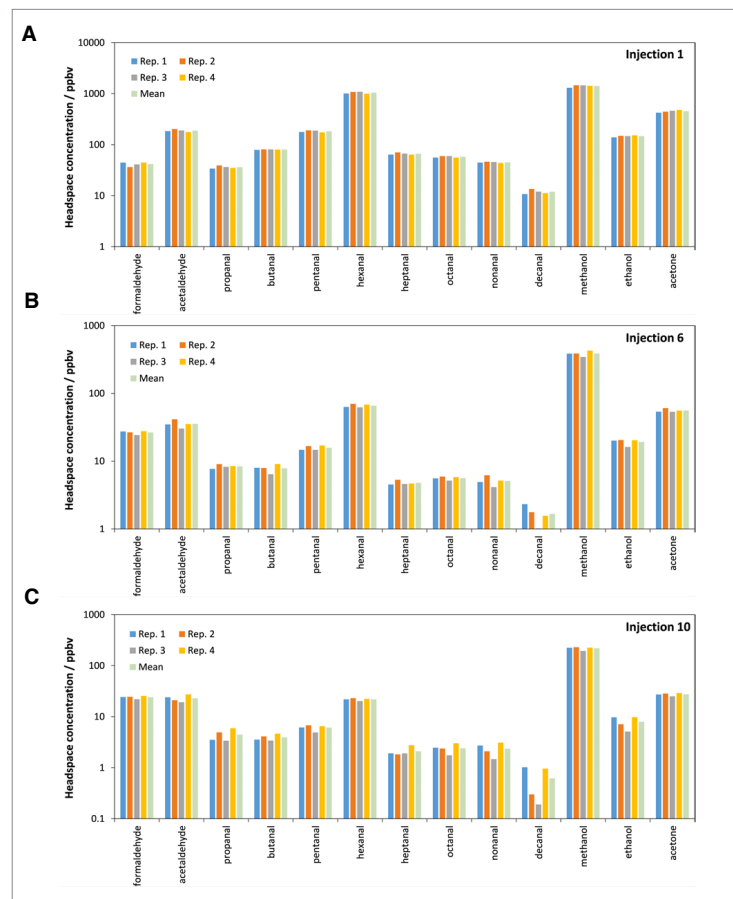 A
Injection 1
Headspace concentration / ppbv
10000
1000
100
10
1
Rep. 1 Rep. 2
Rep. 3 Rep. 4
Mean
formaldehyde
acetaldehyde
propanal
butanal
pentanal
hexanal
heptanal
octanal
nonanal
decanal
methanol
ethanol
acetone
B
Injection 6
Headspace concentration / ppbv
1000
100
10
1
Rep. 1 Rep. 2
Rep. 3 Rep. 4
Mean
formaldehyde
acetaldehyde
propanal
butanal
pentanal
hexanal
heptanal
octanal
nonanal
decanal
methanol
ethanol
acetone
C
Injection 10
Headspace concentration / ppbv
1000
100
10
1
0.1
Rep. 1 Rep. 2
Rep. 3 Rep. 4
Mean
formaldehyde
acetaldehyde
propanal
butanal
pentanal
hexanal
heptanal
octanal
nonanal
decanal
methanol
ethanol
acetone